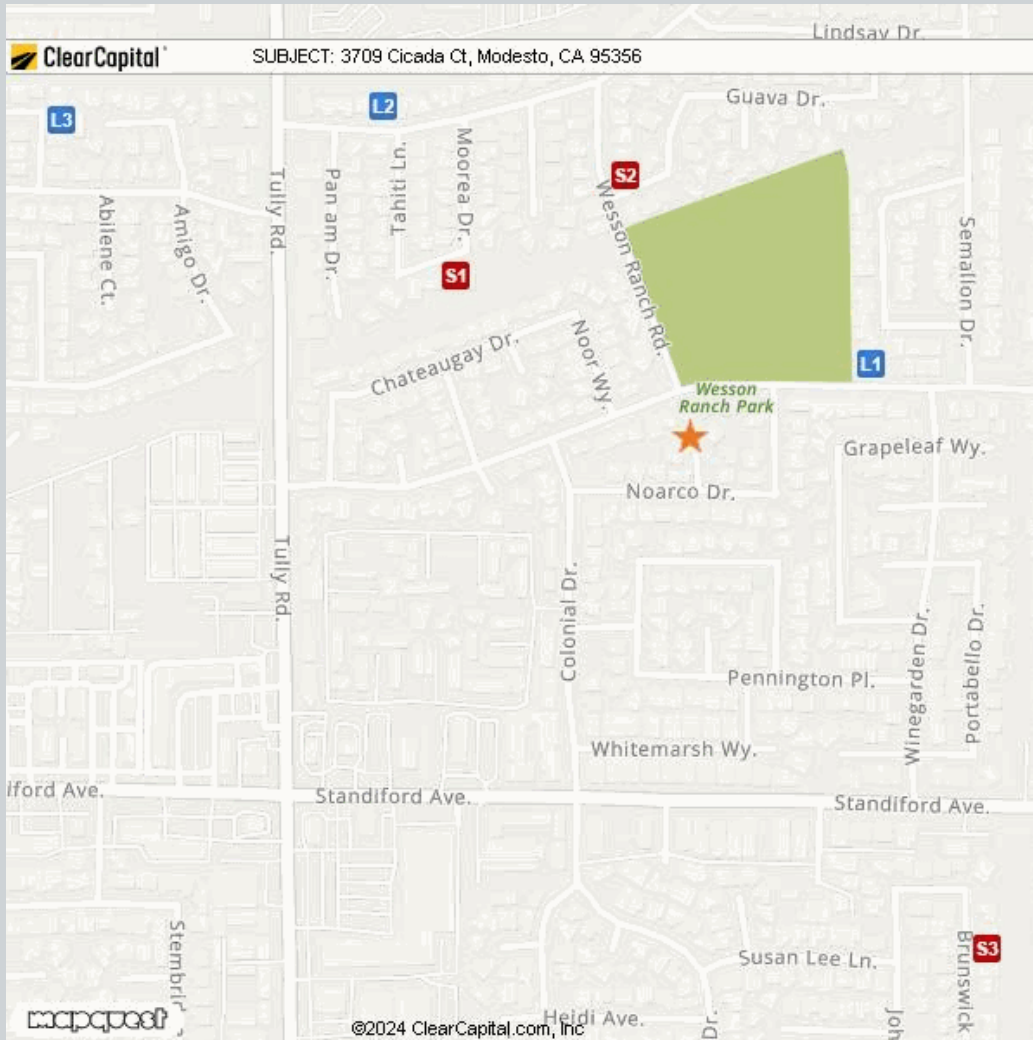 Lindsay Dr.
ClearCapital
SUBJECT: 3709 Cicada Ct, Modesto, CA 95356
Guava Dr.
L3
L2
Tahiti Ln.
Moorea Dr.
S2
Tully Rd.
Pan am Dr.
Wesson Ranch Rd.
Abilene Ct.
Amigo Dr.
S1
Semallon Dr.
Chateaugay Dr.
Noor Wy.
L1
Wesson
Ranch Park
Grapeleaf Wy.
Noarco Dr.
Tully Rd.
Colonial Dr.
Winegarden Dr.
Portabello Dr.
Pennington Pl.
Whitemarsh Wy.
iford Ave.
Standiford Ave.
Standiford Ave.
Stembri
Susan Lee Ln.
Brunswick
S3
mapquest
©2024 ClearCapital.com, Inc
Heidi Ave.
Dr
Joh